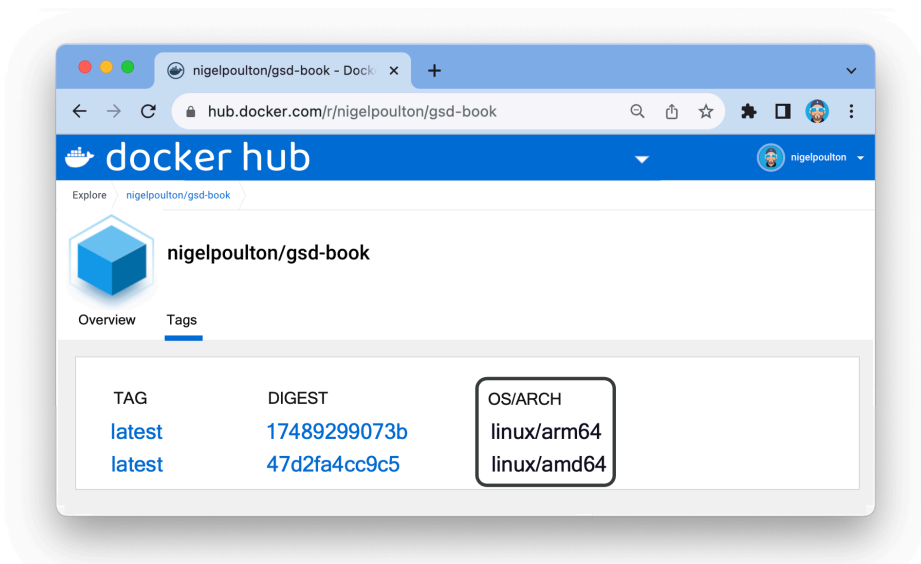 nigelpoulton/gsd-book - Dock
hub.docker.com/r/nigelpoulton/gsd-book
docker hub
nigelpoulton
Explore nigelpoulton/gsd-book
nigelpoulton/gsd-book
Overview Tags
TAG DIGEST OS/ARCH
latest 17489299073b linux/arm64
latest 47d2fa4cc9c5 linux/amd64